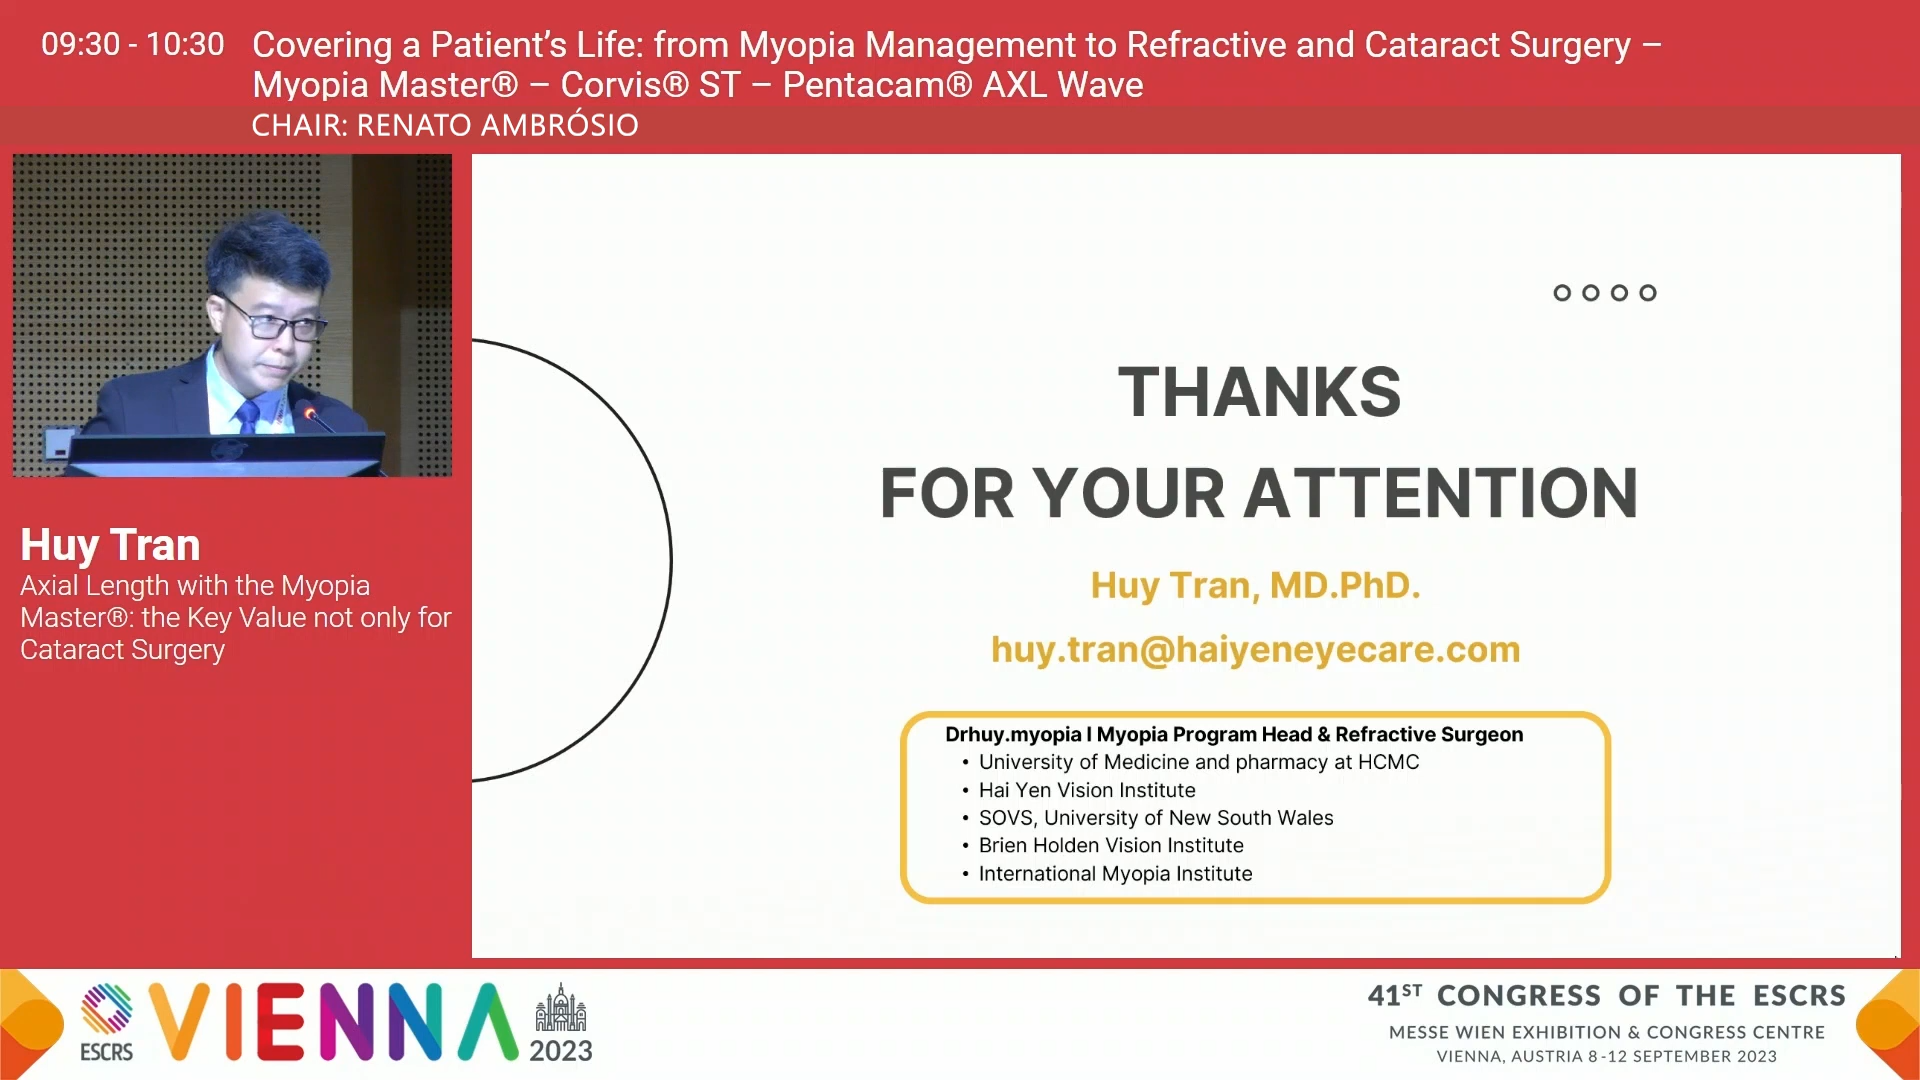 09:30 - 10:30
Covering a Patient's Life: from Myopia Management to Refractive and Cataract Surgery –
Myopia Master® – Corvis® ST – Pentacam® AXL Wave
CHAIR: RENATO AMBRÓSIO
Huy Tran
Axial Length with the Myopia
Master®: the Key Value not only for
Cataract Surgery
THANKS
FOR YOUR ATTENTION
Huy Tran, MD.PhD.
huy.tran@haiyeneyecare.com
Drhuy.myopia I Myopia Program Head & Refractive Surgeon
• University of Medicine and pharmacy at HCMC
• Hai Yen Vision Institute
• SOVS, University of New South Wales
• Brien Holden Vision Institute
• International Myopia Institute
ESCRS
VIENNA
2023
41ST CONGRESS OF THE ESCRS
MESSE WIEN EXHIBITION & CONGRESS CENTRE
VIENNA, AUSTRIA 8-12 SEPTEMBER 2023